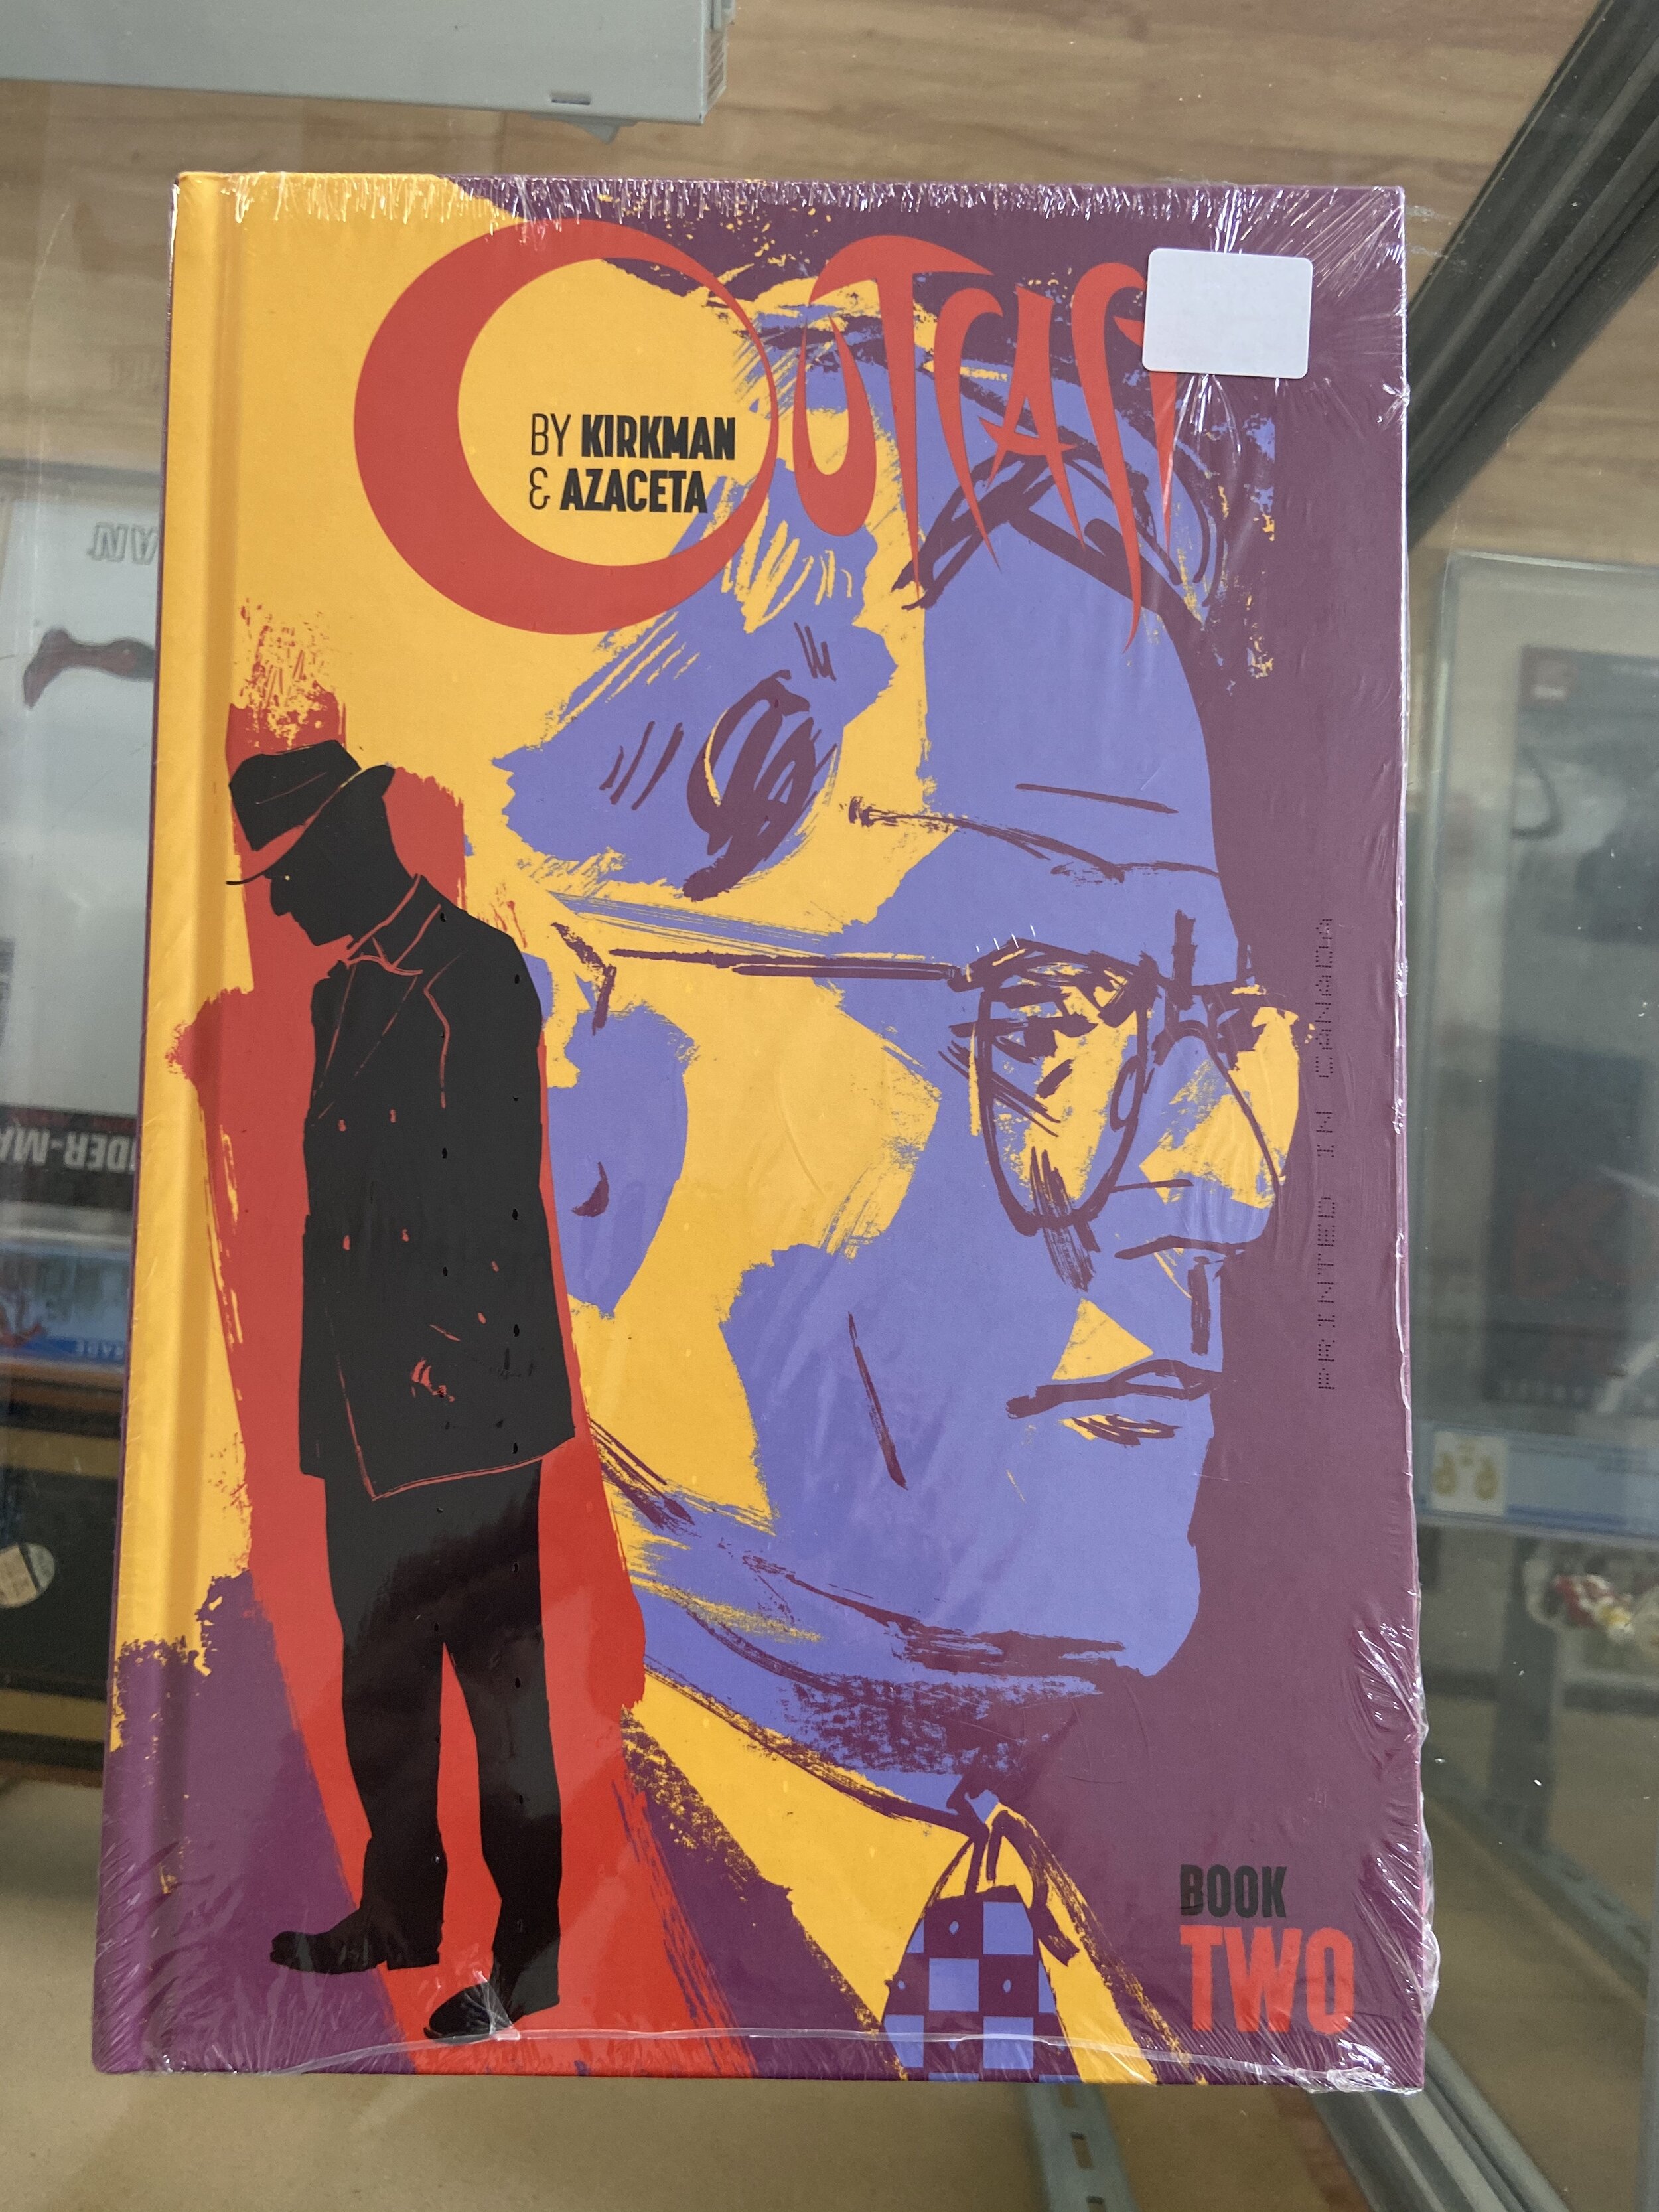 OUTCAST
BY KIRKMAN
& AZACETA
PRINTED IN CANADA
BOOK
TWO